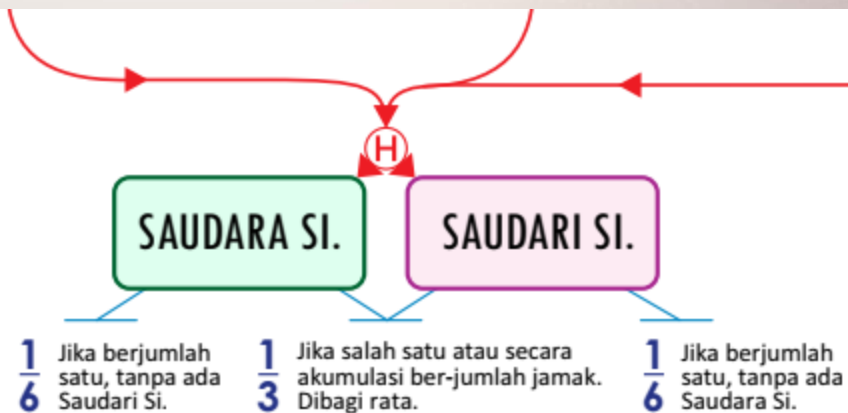 H
SAUDARA SI.
SAUDARI SI.
1
6
Jika berjumlah
satu, tanpa ada
Saudari Si.
1
3
Jika salah satu atau secara
akumulasi ber-jumlah jamak.
Dibagi rata.
1
6
Jika berjumlah
satu, tanpa ada
Saudara Si.